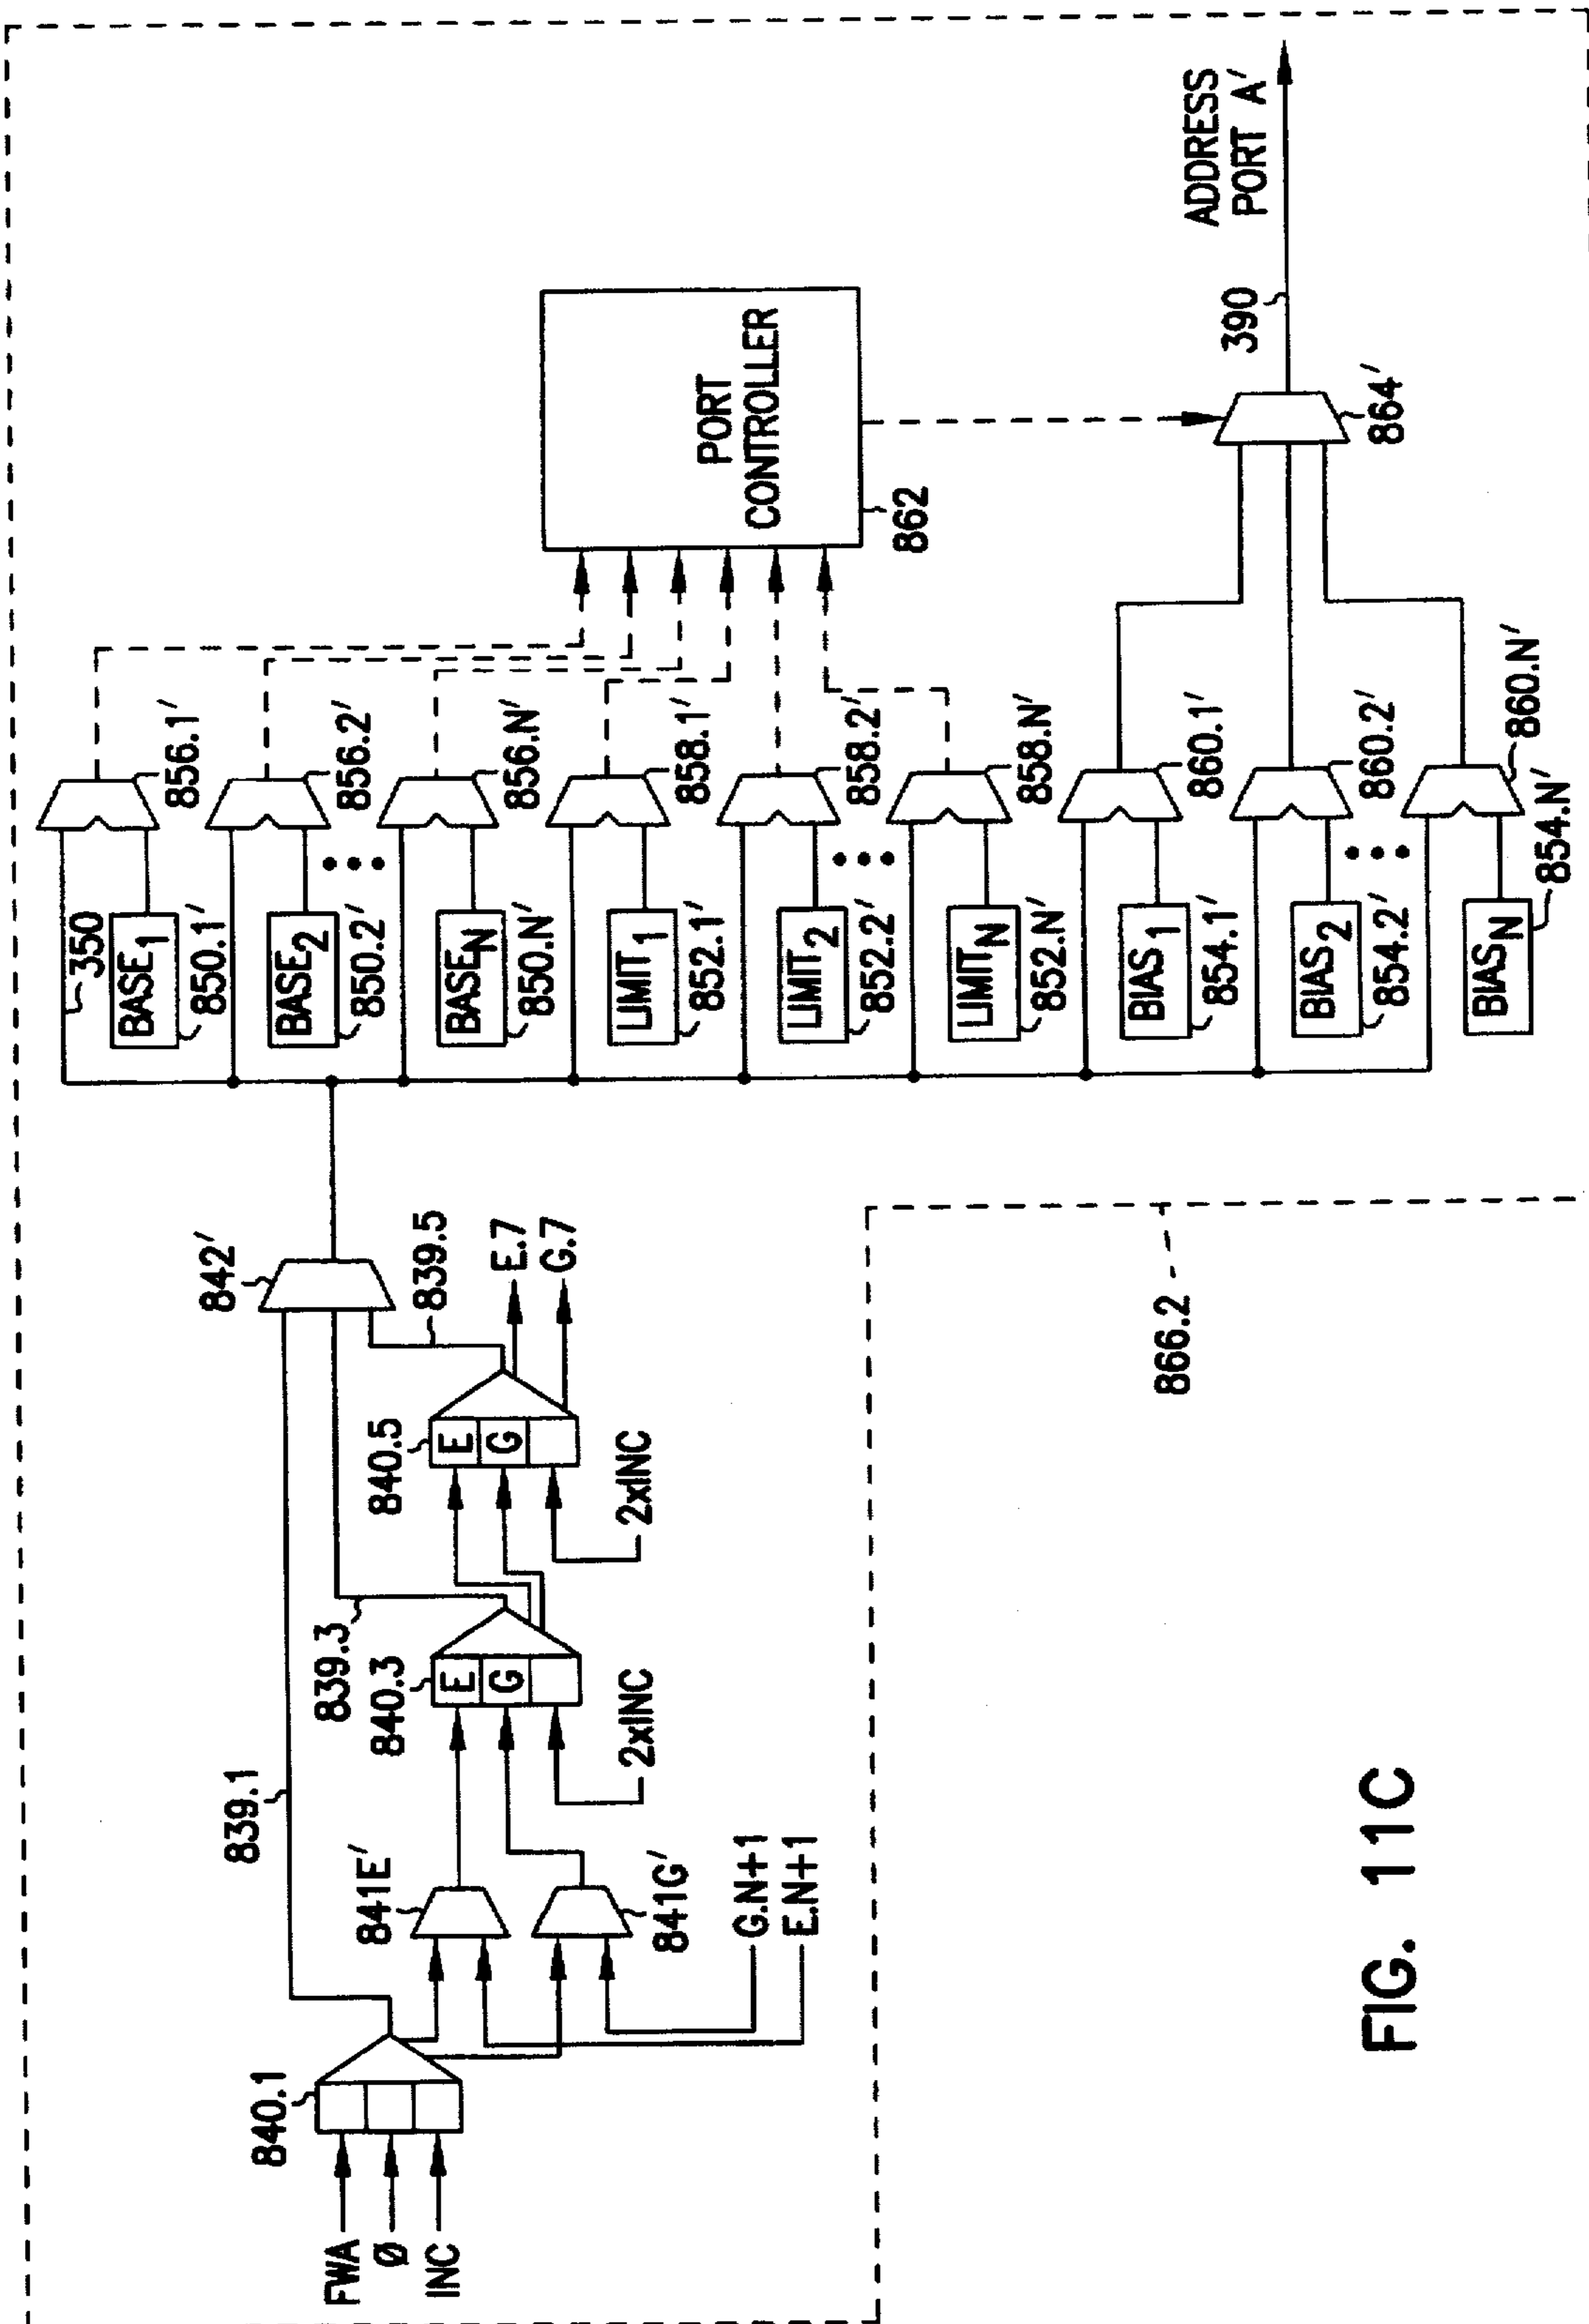 FWA
Ø
INC
840.1
839.1
841E′
841G′
G.N+1
E.N+1
839.3
840.3
E
G
2xINC
840.5
E
G
2xINC
842′
839.5
E.7
G.7
350
BASE1
850.1′
856.1′
BASE2
850.2′
856.2′
BASEN
850.N′
856.N′
LIMIT1
852.1′
858.1′
LIMIT2
852.2′
858.2′
LIMITN
852.N′
858.N′
BIAS1
854.1′
860.1′
BIAS2
854.2′
860.2′
BIASN
854.N′
860.N′
PORT
CONTROLLER
862
864′
390
ADDRESS
PORT A′
866.2
FIG. 11C